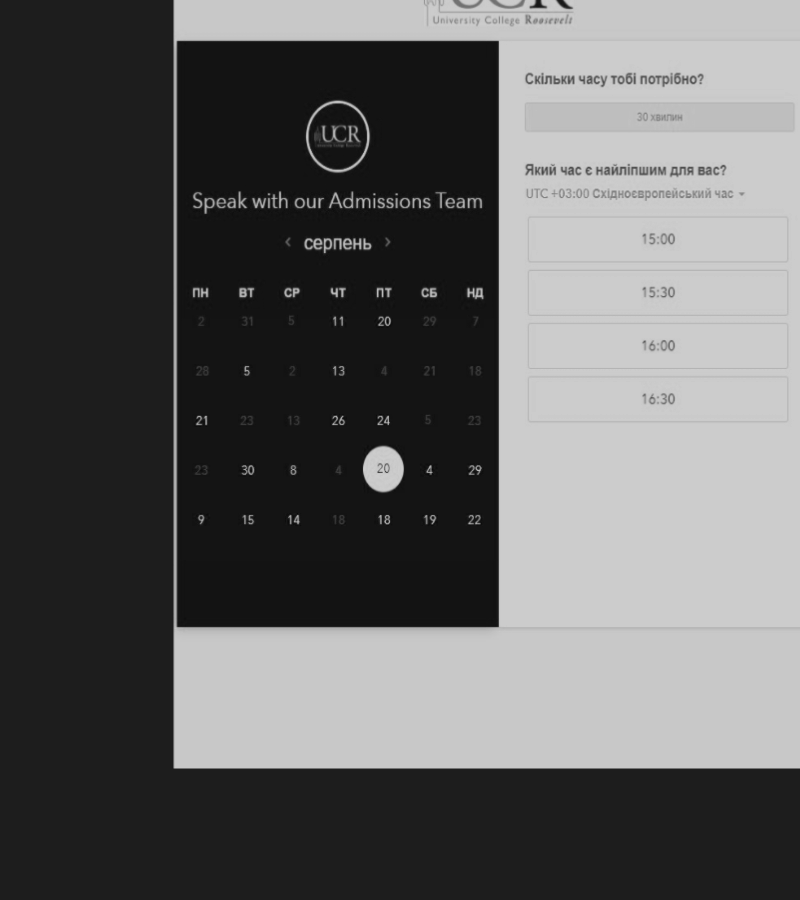 UCR
University College Roosevelt
UCR
Speak with our Admissions Team
‹ серпень ›
ПН ВТ СР ЧТ ПТ СБ НД
2 31 5 11 20 29 7
28 5 2 13 4 21 18
21 23 13 26 24 5 23
23 30 8 4 20 4 29
9 15 14 18 18 19 22
Скільки часу тобі потрібно?
30 хвилин
Який час є найліпшим для вас?
UTC +03:00 Східноєвропейський час
15:00
15:30
16:00
16:30